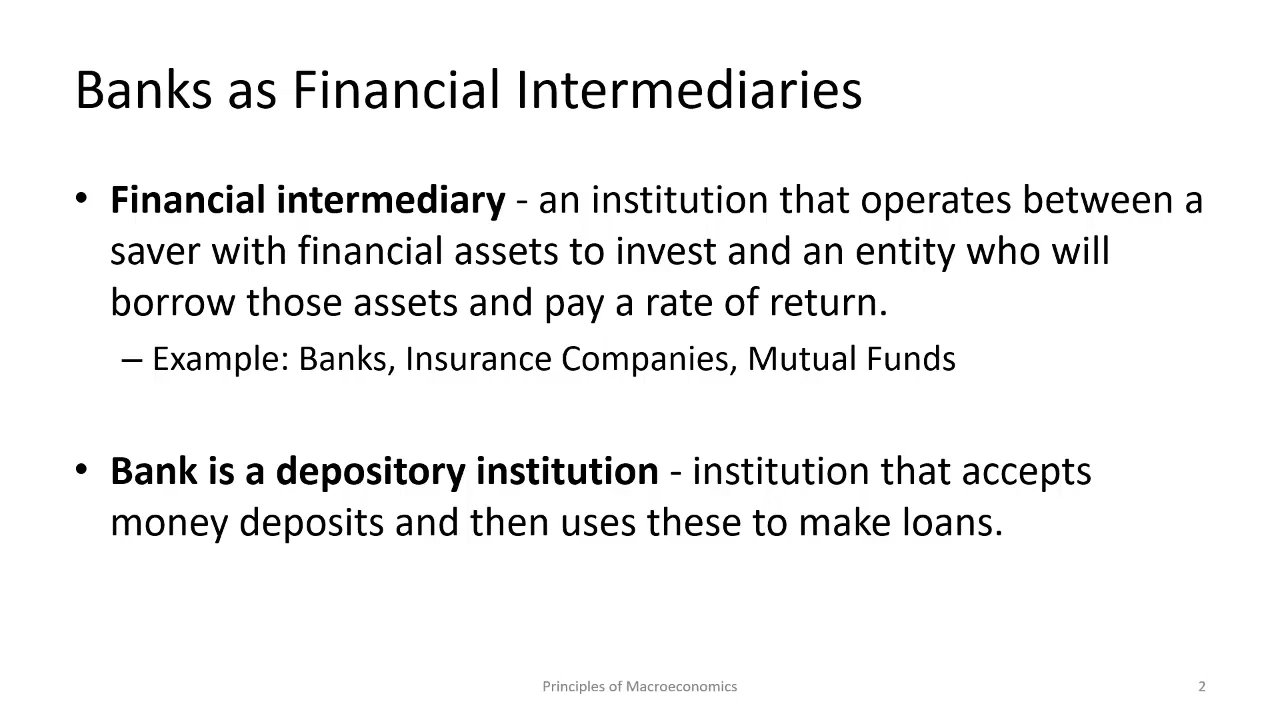 Banks as Financial Intermediaries
• Financial intermediary - an institution that operates between a
saver with financial assets to invest and an entity who will
borrow those assets and pay a rate of return.
– Example: Banks, Insurance Companies, Mutual Funds
• Bank is a depository institution - institution that accepts
money deposits and then uses these to make loans.
Principles of Macroeconomics
2